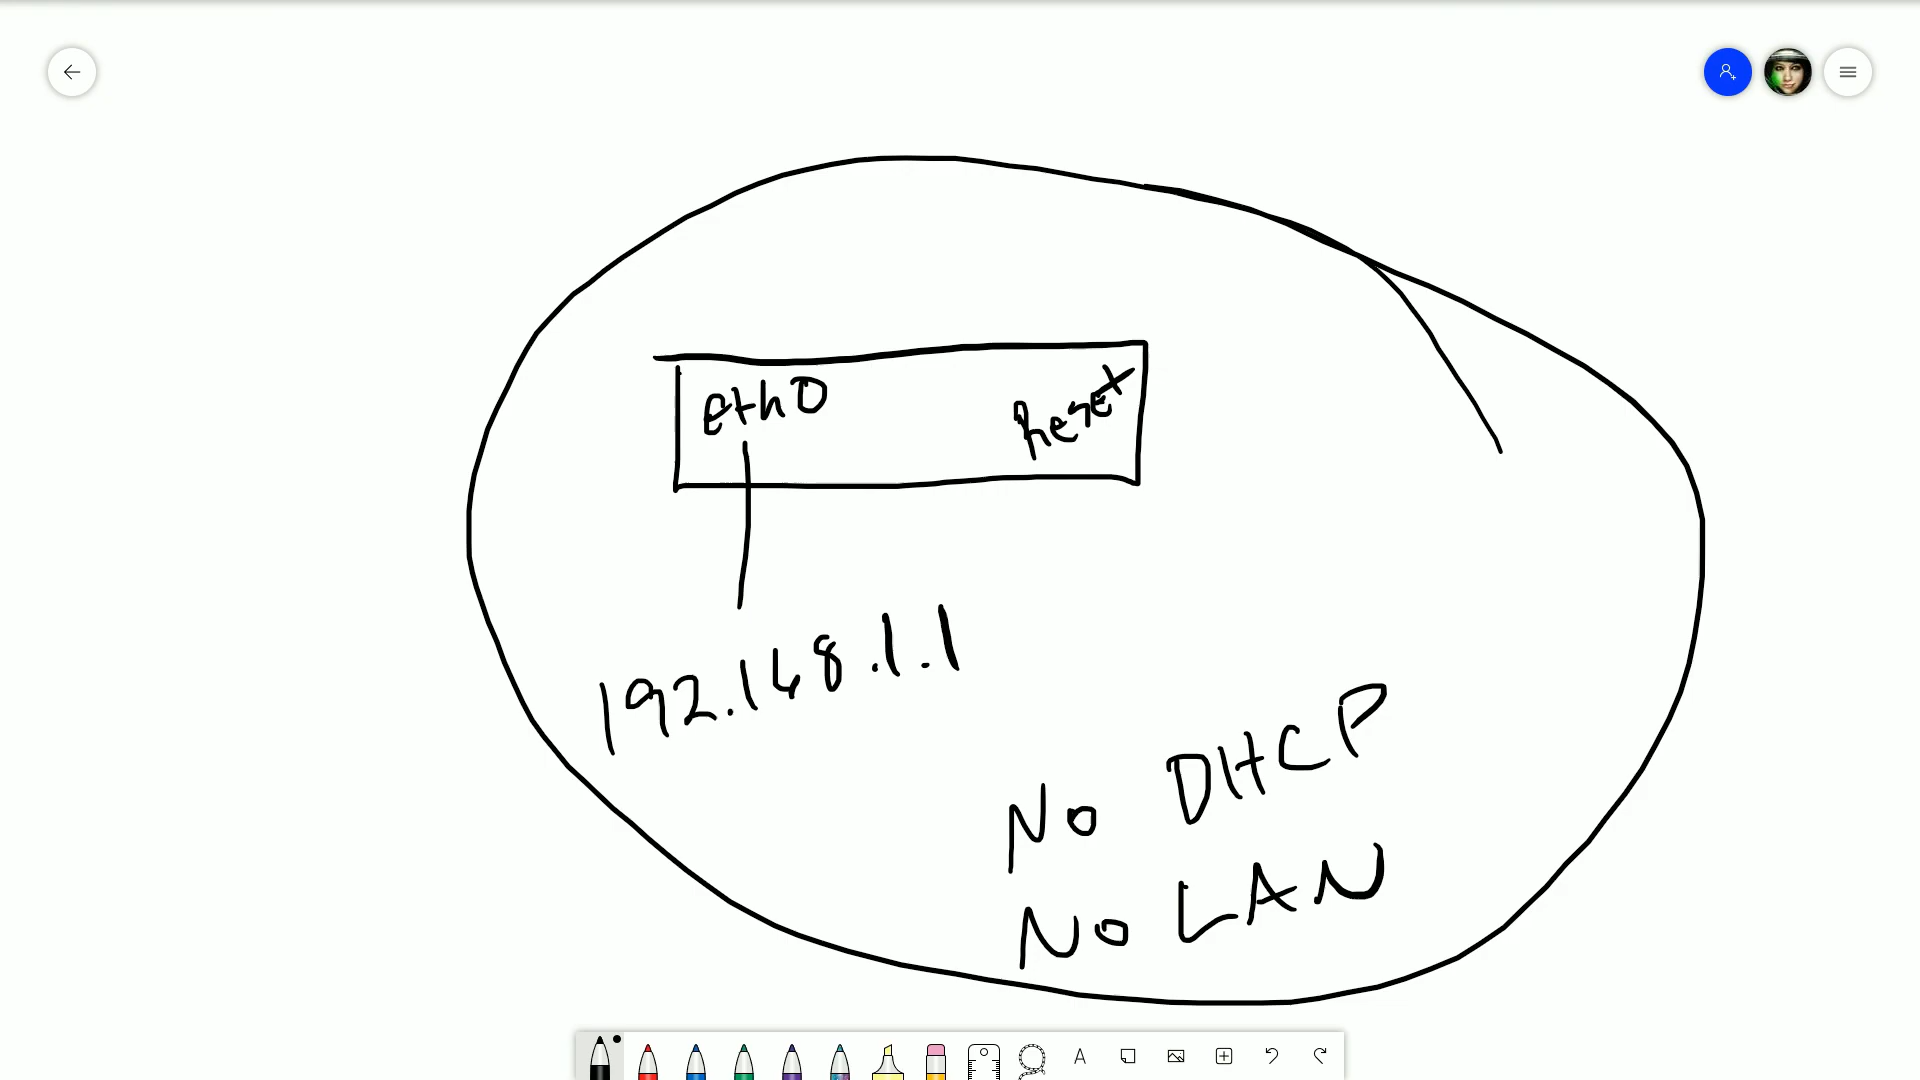 eth0
Reset
192.168.1.1
No DHCP
No LAN
A